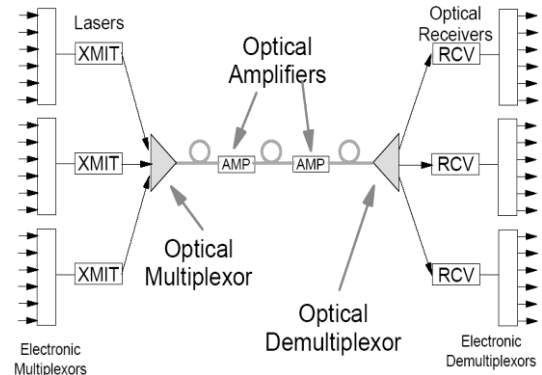 Lasers
Optical
Receivers
XMIT
Optical
Amplifiers
RCV
XMIT
AMP
AMP
RCV
Optical
Multiplexor
XMIT
Optical
Demultiplexor
RCV
Electronic
Multiplexors
Electronic
Demultiplexors